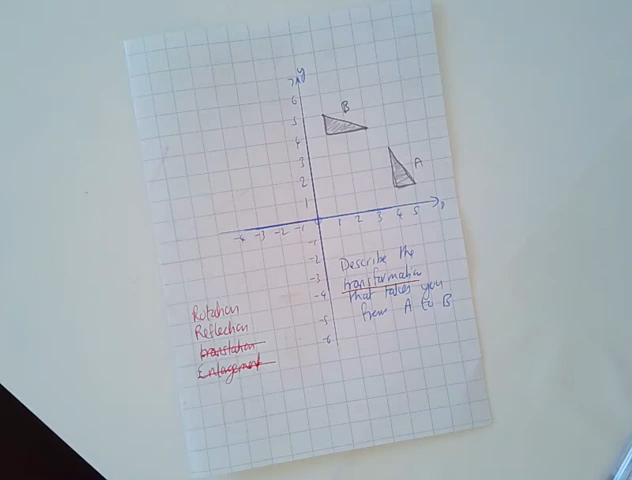 y
7
6
B
5
4
3
A
2
1
-4 -3 -2 -1 1 2 3 4 5
-1
-2
-3
-4
-5
-6
Describe the
transformation
that takes you
from A to B
Rotation
Reflection
translation
Enlargement